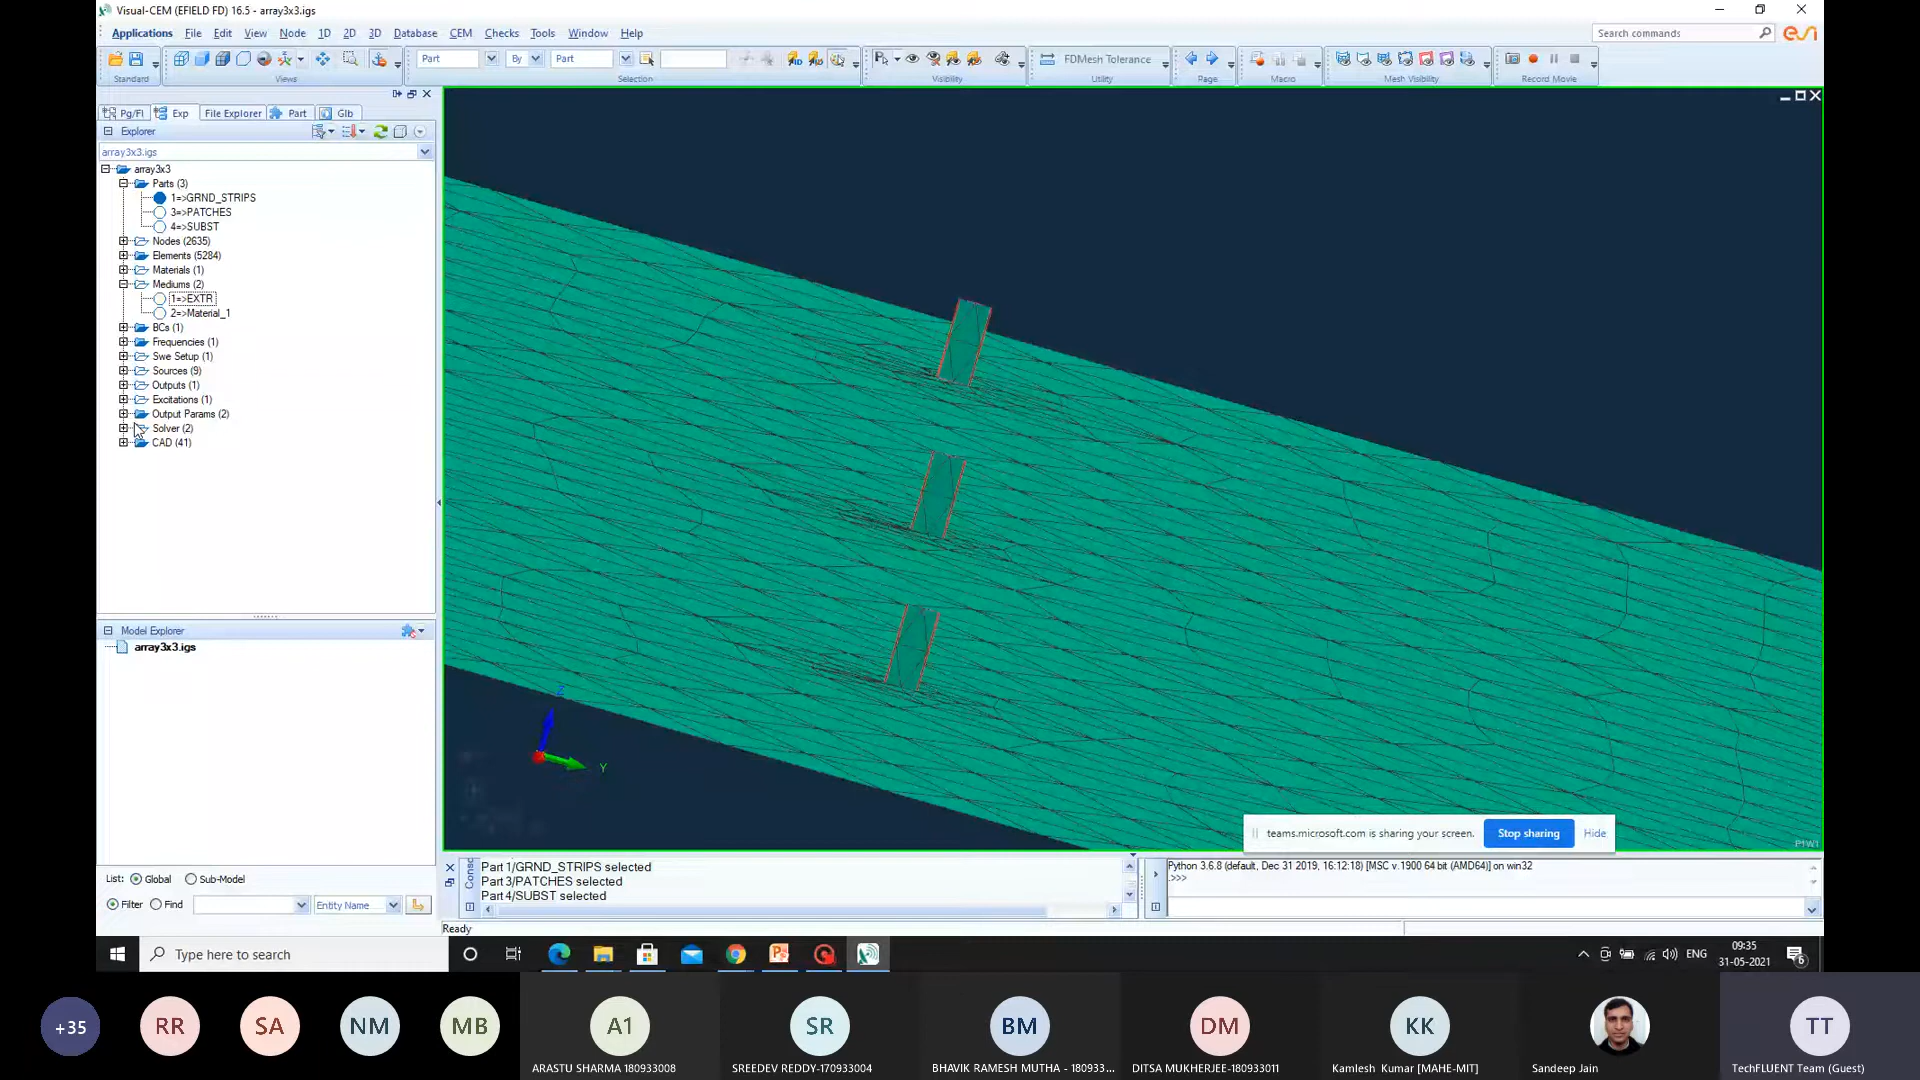 Visual-CEM (EFIELD FD) 16.5 - array3x3.igs
Applications File Edit View Node 1D 2D 3D Database CEM Checks Tools Window Help
Search commands
esi
Part By Part FDMesh Tolerance
Standard Views Selection Visibility Utility Page Macro Mesh Visibility Record Movie
Pg/Fl Exp File Explorer Part Glb
Explorer
array3x3.igs
array3x3
Parts (3)
1=>GRND_STRIPS
3=>PATCHES
4=>SUBST
Nodes (2635)
Elements (5284)
Materials (1)
Mediums (2)
1=>EXTR
2=>Material_1
BCs (1)
Frequencies (1)
Swe Setup (1)
Sources (9)
Outputs (1)
Excitations (1)
Output Params (2)
Solver (2)
CAD (41)
Model Explorer
array3x3.igs
Z
Y
teams.microsoft.com is sharing your screen. Stop sharing Hide
P1W1
List: Global Sub-Model
Filter Find Entity Name
Consc
Part 1/GRND_STRIPS selected
Part 3/PATCHES selected
Part 4/SUBST selected
Python 3.6.8 (default, Dec 31 2019, 16:12:18) [MSC v.1900 64 bit (AMD64)] on win32
>>>
Ready
Type here to search
ENG
09:35
31-05-2021
6
+35 RR SA NM MB A1 SR BM DM KK TT
ARASTU SHARMA 180933008 SREEDEV REDDY-170933004 BHAVIK RAMESH MUTHA - 180933... DITSA MUKHERJEE-180933011 Kamlesh Kumar [MAHE-MIT] Sandeep Jain TechFLUENT Team (Guest)